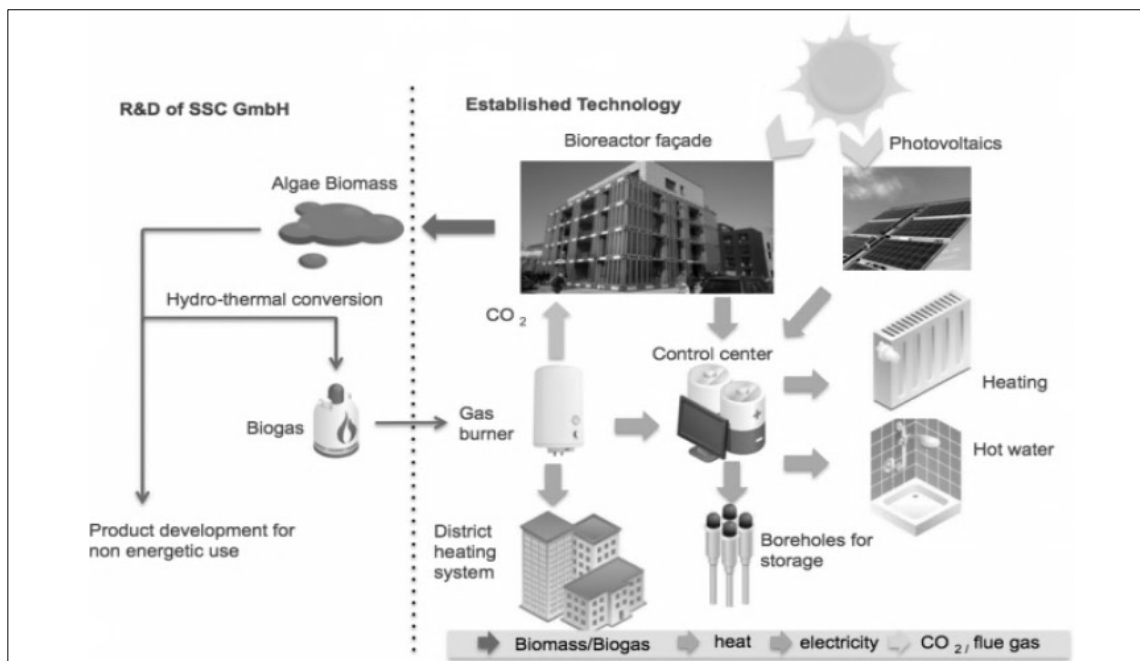 R&D of SSC GmbH
Established Technology
Bioreactor façade
Photovoltaics
Algae Biomass
Hydro-thermal conversion
CO 2
Control center
Heating
Biogas
Gas
burner
Hot water
Product development for
non energetic use
District
heating
system
Boreholes for
storage
Biomass/Biogas heat electricity CO 2/ flue gas